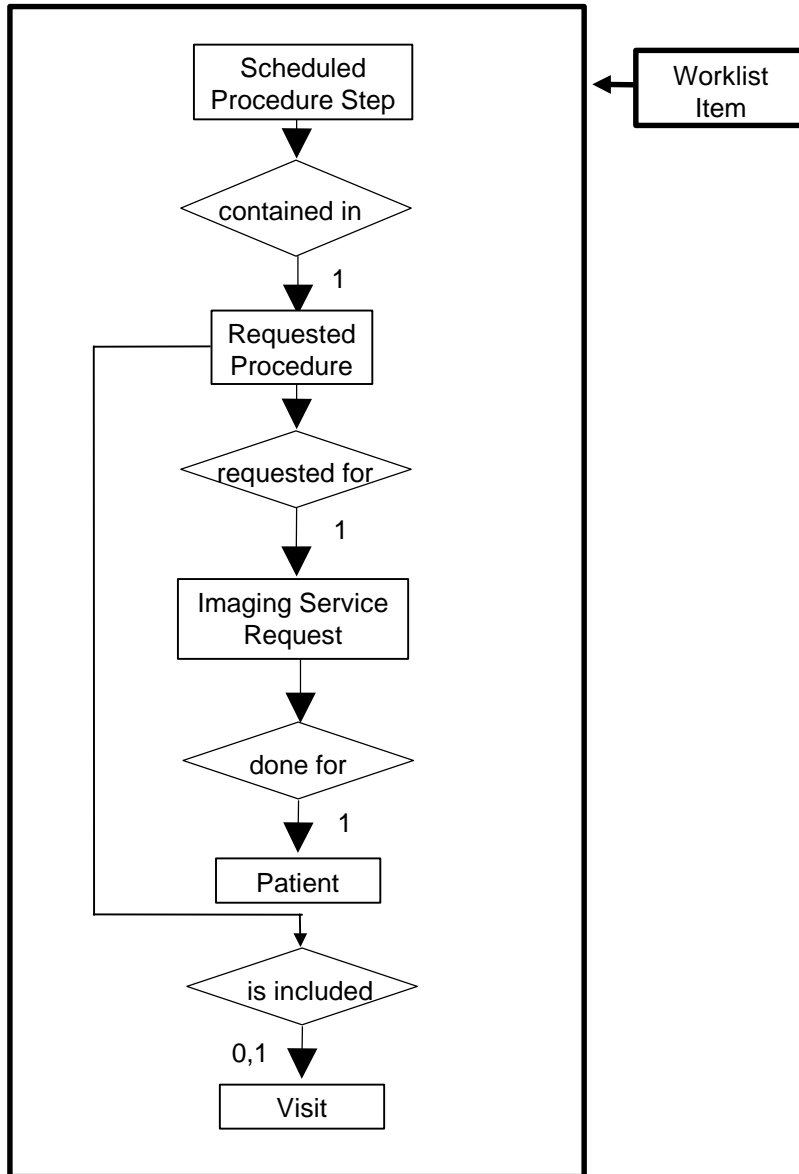 Scheduled
Procedure Step
Worklist
Item
contained in
1
Requested
Procedure
requested for
1
Imaging Service
Request
done for
1
Patient
is included
0,1
Visit